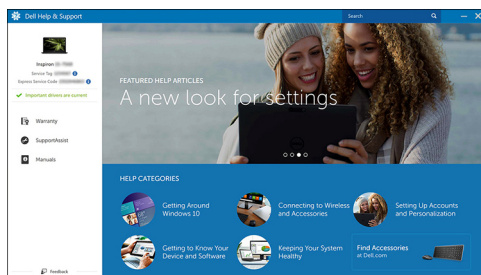 Dell Help & Support
Search
Inspiron
Service Tag
Express Service Code
Important drivers are current
Warranty
SupportAssist
Manuals
Feedback
FEATURED HELP ARTICLES
A new look for settings
HELP CATEGORIES
Getting Around
Windows 10
Connecting to Wireless
and Accessories
Setting Up Accounts
and Personalization
Getting to Know Your
Device and Software
Keeping Your System
Healthy
Find Accessories
at Dell.com